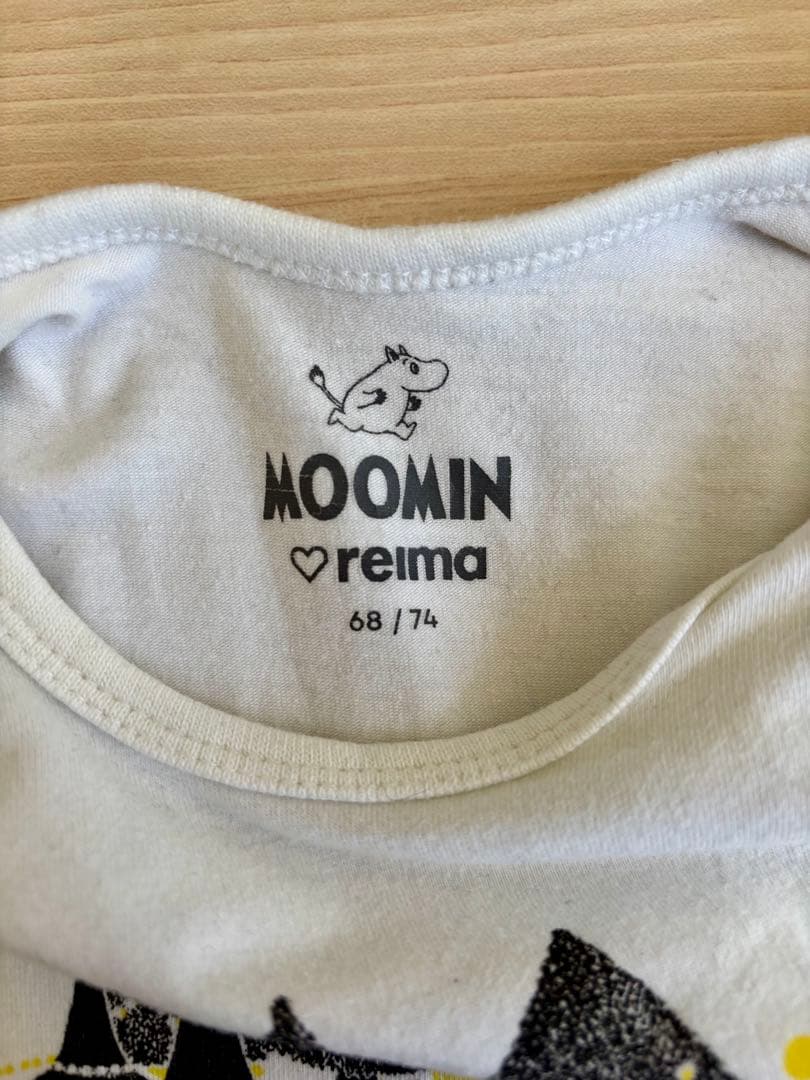 MOOMIN
♡reima
68 / 74